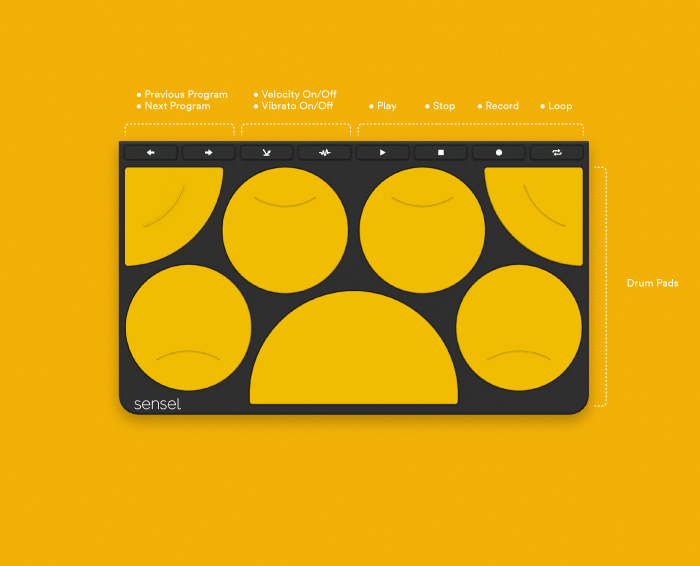 ● Previous Program
● Next Program
● Velocity On/Off
● Vibrato On/Off
● Play
● Stop
● Record
● Loop
Drum Pads
sensel